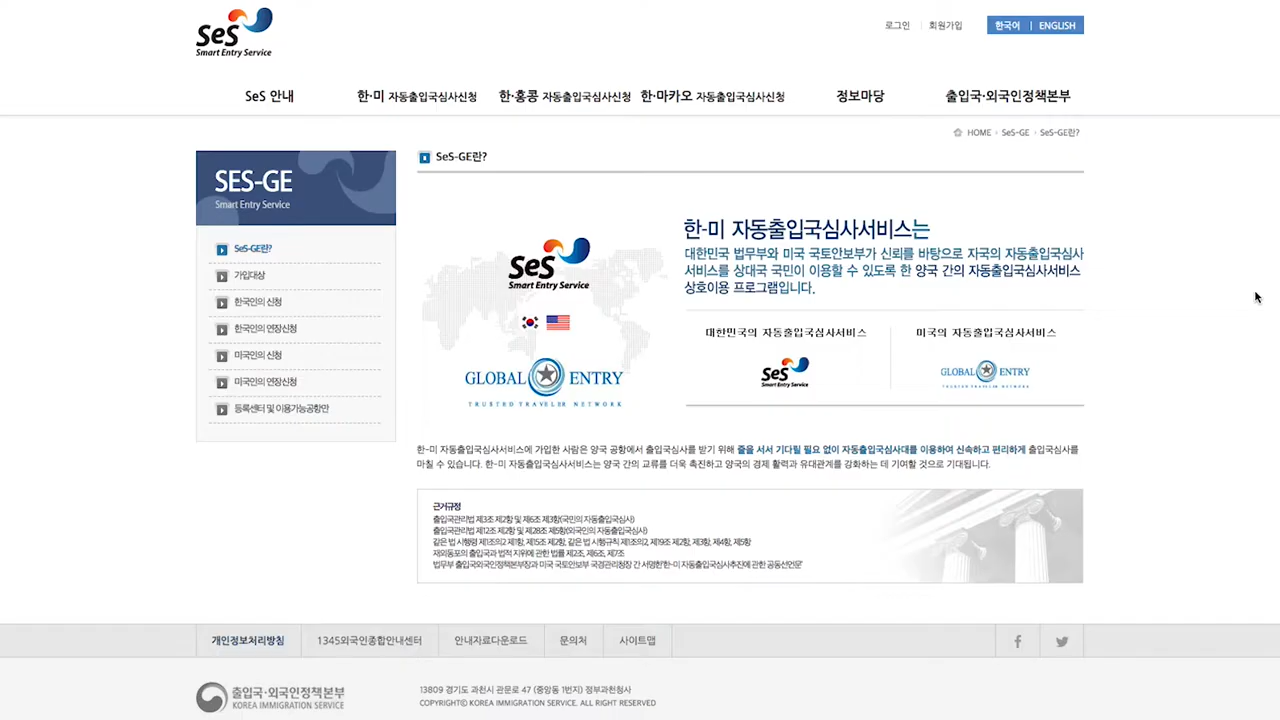 SeS
Smart Entry Service
로그인
회원가입
한국어 | ENGLISH
SeS 안내
한·미 자동출입국심사신청
한·홍콩 자동출입국심사신청
한·마카오 자동출입국심사신청
정보마당
출입국·외국인정책본부
HOME › SeS-GE › SeS-GE란?
SES-GE
Smart Entry Service
SeS-GE란?
가입대상
한국인의 신청
한국인의 연장신청
미국인의 신청
미국인의 연장신청
등록센터 및 이용가능공항만
SeS-GE란?
SeS
Smart Entry Service
GLOBAL ENTRY
TRUSTED TRAVELER NETWORK
한-미 자동출입국심사서비스는
대한민국 법무부와 미국 국토안보부가 신뢰를 바탕으로 자국의 자동출입국심사
서비스를 상대국 국민이 이용할 수 있도록 한 양국 간의 자동출입국심사서비스
상호이용 프로그램입니다.
대한민국의 자동출입국심사서비스
SeS
Smart Entry Service
미국의 자동출입국심사서비스
GLOBAL ENTRY
TRUSTED TRAVELER NETWORK
한-미 자동출입국심사서비스에 가입한 사람은 양국 공항에서 출입국심사를 받기 위해 줄을 서서 기다릴 필요 없이 자동출입국심사대를 이용하여 신속하고 편리하게 출입국심사를
마칠 수 있습니다. 한-미 자동출입국심사서비스는 양국 간의 교류를 더욱 촉진하고 양국의 경제 활력과 유대관계를 강화하는 데 기여할 것으로 기대됩니다.
근거규정
출입국관리법 제3조 제2항 및 제6조 제3항(국민의 자동출입국심사)
출입국관리법 제12조 제2항 및 제28조 제5항(외국인의 자동출입국심사)
같은 법 시행령 제1조의2 제1항, 제15조 제2항, 같은 법 시행규칙 제1조의2, 제19조 제2항, 제3항, 제4항, 제5항
재외동포의 출입국과 법적 지위에 관한 법률 제2조, 제6조, 제7조
법무부 출입국외국인정책본부장과 미국 국토안보부 국경관리청장 간 서명한'한-미 자동출입국심사추진에 관한 공동선언문'
개인정보처리방침
1345외국인종합안내센터
안내자료다운로드
문의처
사이트맵
출입국·외국인정책본부
KOREA IMMIGRATION SERVICE
13809 경기도 과천시 관문로 47 (중앙동 1번지) 정부과천청사
COPYRIGHT© KOREA IMMIGRATION SERVICE. ALL RIGHT RESERVED